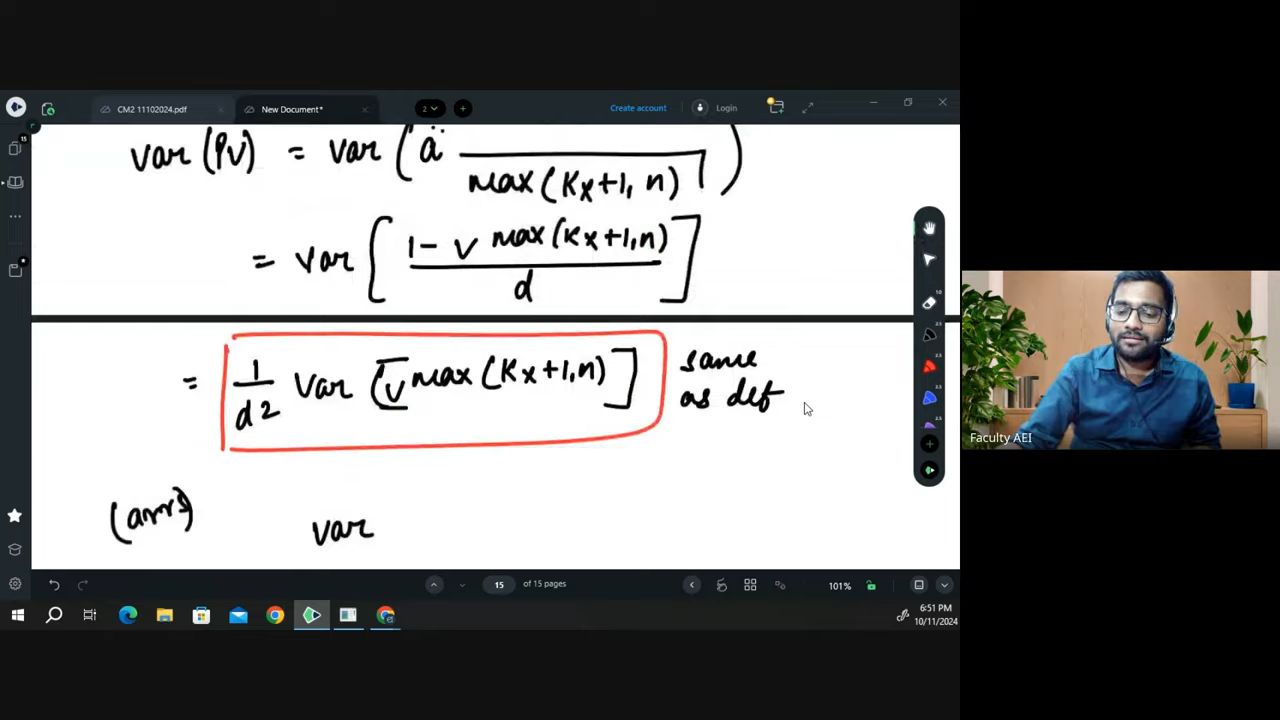 CM2 11102024.pdf
New Document*
2
Create account
Login
15
var (PV) = var ( ä max(Kx+1, n) )
= var [ 1 - v max(Kx+1,n) / d ]
= 1/d2 var [ v max(Kx+1,n) ] same
as def
Faculty AEI
var
15 of 15 pages
101%
6:51 PM
10/11/2024